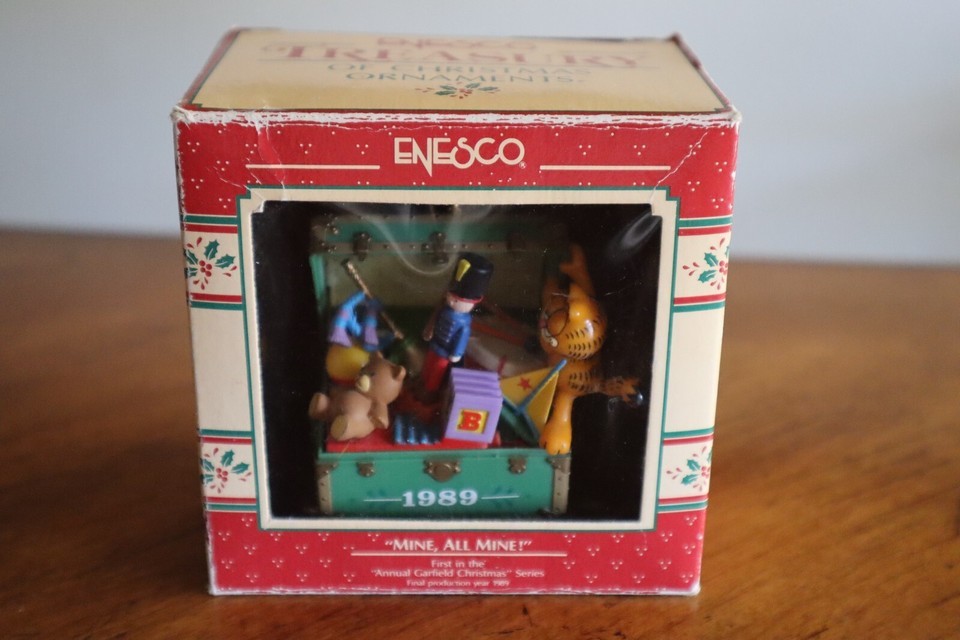 ENESCO
TREASURY
OF CHRISTMAS
ORNAMENTS®
ENESCO®
B
1989
"MINE, ALL MINE!"
First in the
"Annual Garfield Christmas" Series
Final production year 1989